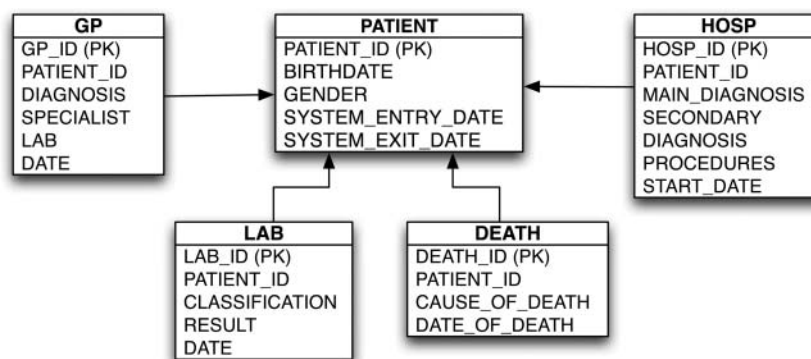 GP
GP_ID (PK)
PATIENT_ID
DIAGNOSIS
SPECIALIST
LAB
DATE
PATIENT
PATIENT_ID (PK)
BIRTHDATE
GENDER
SYSTEM_ENTRY_DATE
SYSTEM_EXIT_DATE
HOSP
HOSP_ID (PK)
PATIENT_ID
MAIN_DIAGNOSIS
SECONDARY
DIAGNOSIS
PROCEDURES
START_DATE
LAB
LAB_ID (PK)
PATIENT_ID
CLASSIFICATION
RESULT
DATE
DEATH
DEATH_ID (PK)
PATIENT_ID
CAUSE_OF_DEATH
DATE_OF_DEATH